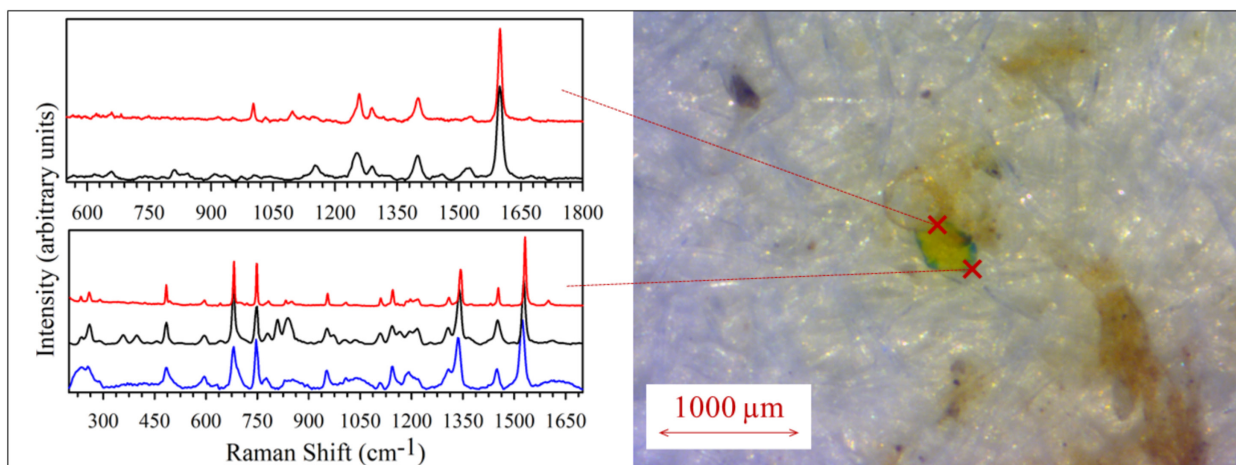 Intensity (arbitrary units)
600 750 900 1050 1200 1350 1500 1650 1800
150 300 450 600 750 900 1050 1200 1350 1500 1650
Raman Shift (cm-1)
1000 µm